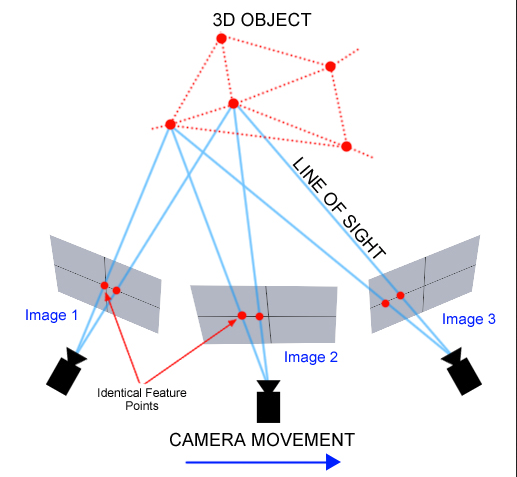 3D OBJECT
LINE OF SIGHT
Image 1
Image 2
Image 3
Identical Feature
Points
CAMERA MOVEMENT